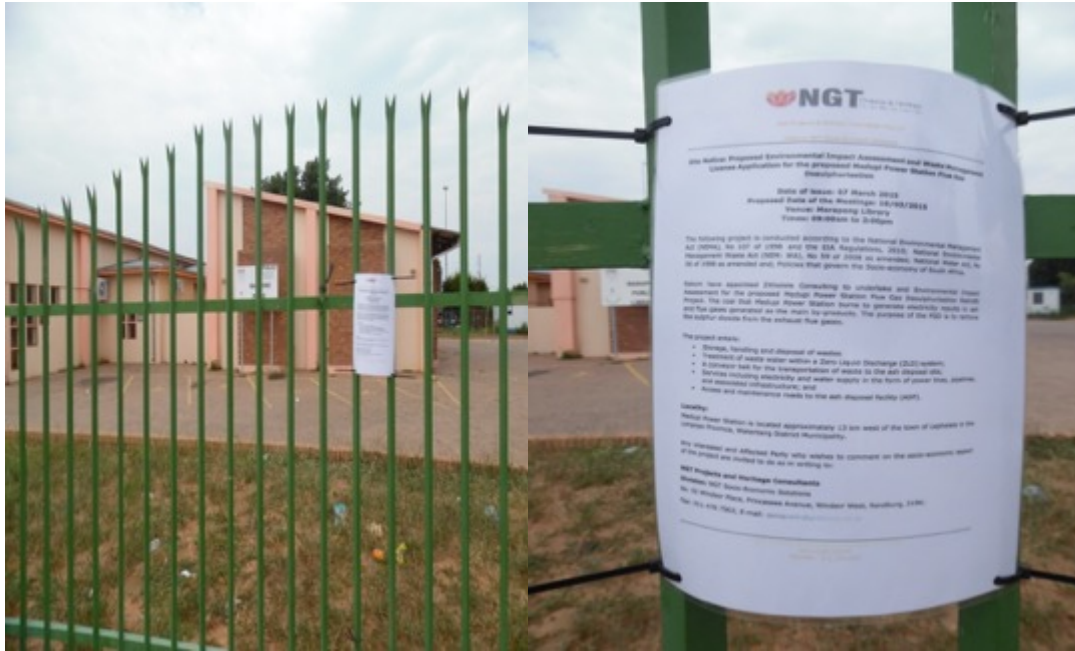 NGT
Site Notice: Proposed Environmental Impact Assessment and Waste Management
License Application for the proposed Medupi Power Station Flue Gas
Desulphurisation
Date of issue: 07 March 2015
Proposed Date of the Meetings:
Venue: Marapong Library
Times: 09:00am to 2:00pm
The following project is conducted according to the National Environmental Management
Act (NEMA), No 107 of 1998 and the EIA Regulations, 2010; National Environmental
Management Waste Act (NEM: WA), No 59 of 2008 as amended, National Water Act, No
36 of 1998 as amended and; Policies that govern the Socio-economy of South Africa.
Eskom have appointed Zitholele Consulting to undertake and Environmental Impact
Assessment for the proposed Medupi Power Station Flue Gas Desulphurisation Retrofit
Project. The coal that Medupi Power Station burns to generate electricity results in ash
and flue gases generated as the main by-products. The purpose of the FGD is to remove
the sulphur dioxide from the exhaust flue gases.
The project entails:
• Storage, handling and disposal of wastes;
• Treatment of waste water within a Zero Liquid Discharge (ZLD) system;
• A conveyor belt for the transportation of waste to the ash disposal site;
• Services including electricity and water supply in the form of power lines, pipelines,
and associated infrastructure; and
• Access and maintenance roads to the ash disposal facility (ADF).
Locality:
Medupi Power Station is located approximately 15 km west of the town of Lephalale in the
Limpopo Province, Waterberg District Municipality.
Any Interested and Affected Party who wishes to comment on the socio-economic aspect
of the project are invited to do so in writing to:
NGT Projects and Heritage Consultants
Division: NGT Socio-Economic Solutions
Windsor Place, Princesses Avenue, Windsor West, Randburg, 2194;
Tel: E-mail: